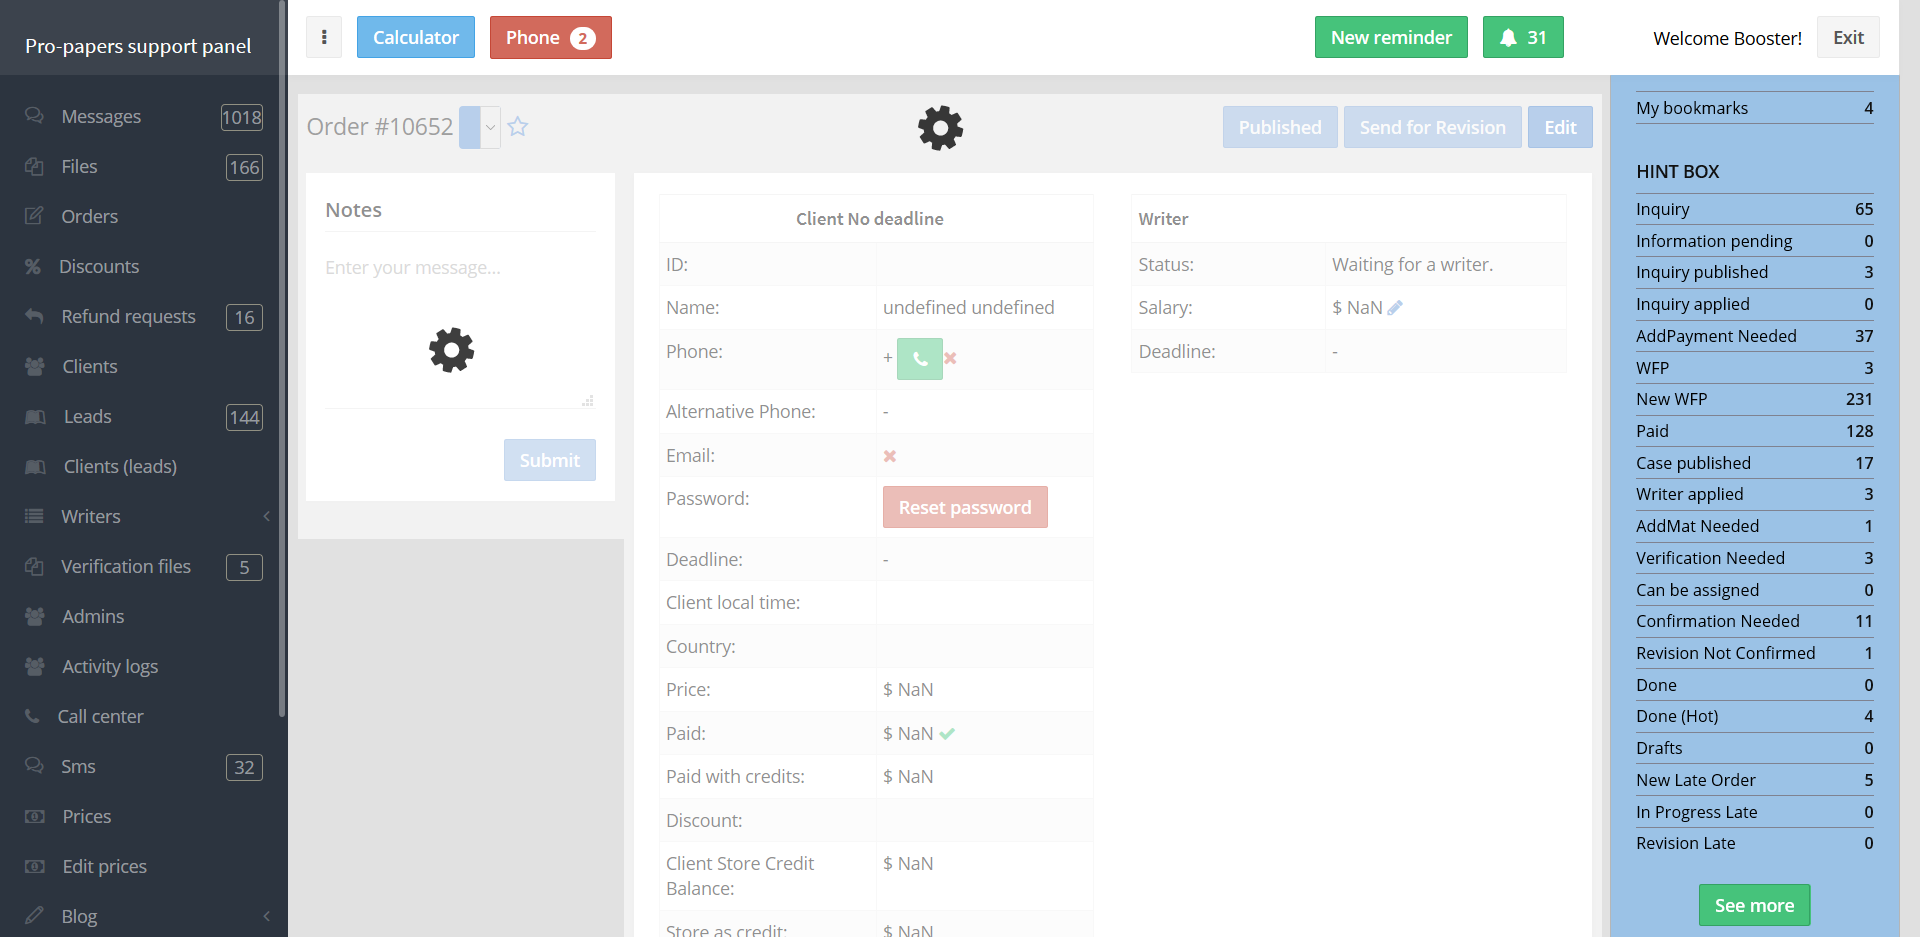 Pro-papers support panel
Calculator
Phone 2
New reminder
31
Welcome Booster!
Exit
Messages 1018
Files 166
Orders
Discounts
Refund requests 16
Clients
Leads 144
Clients (leads)
Writers
Verification files 5
Admins
Activity logs
Call center
Sms 32
Prices
Edit prices
Blog
Order #10652
Published
Send for Revision
Edit
Notes
Enter your message...
Submit
Client No deadline
ID:
Name: undefined undefined
Phone: +
Alternative Phone: -
Email:
Password: Reset password
Deadline: -
Client local time:
Country:
Price: $ NaN
Paid: $ NaN
Paid with credits: $ NaN
Discount:
Client Store Credit $ NaN
Balance:
Store as credit: $ NaN
Writer
Status: Waiting for a writer.
Salary: $ NaN
Deadline: -
My bookmarks 4
HINT BOX
Inquiry 65
Information pending 0
Inquiry published 3
Inquiry applied 0
AddPayment Needed 37
WFP 3
New WFP 231
Paid 128
Case published 17
Writer applied 3
AddMat Needed 1
Verification Needed 3
Can be assigned 0
Confirmation Needed 11
Revision Not Confirmed 1
Done 0
Done (Hot) 4
Drafts 0
New Late Order 5
In Progress Late 0
Revision Late 0
See more